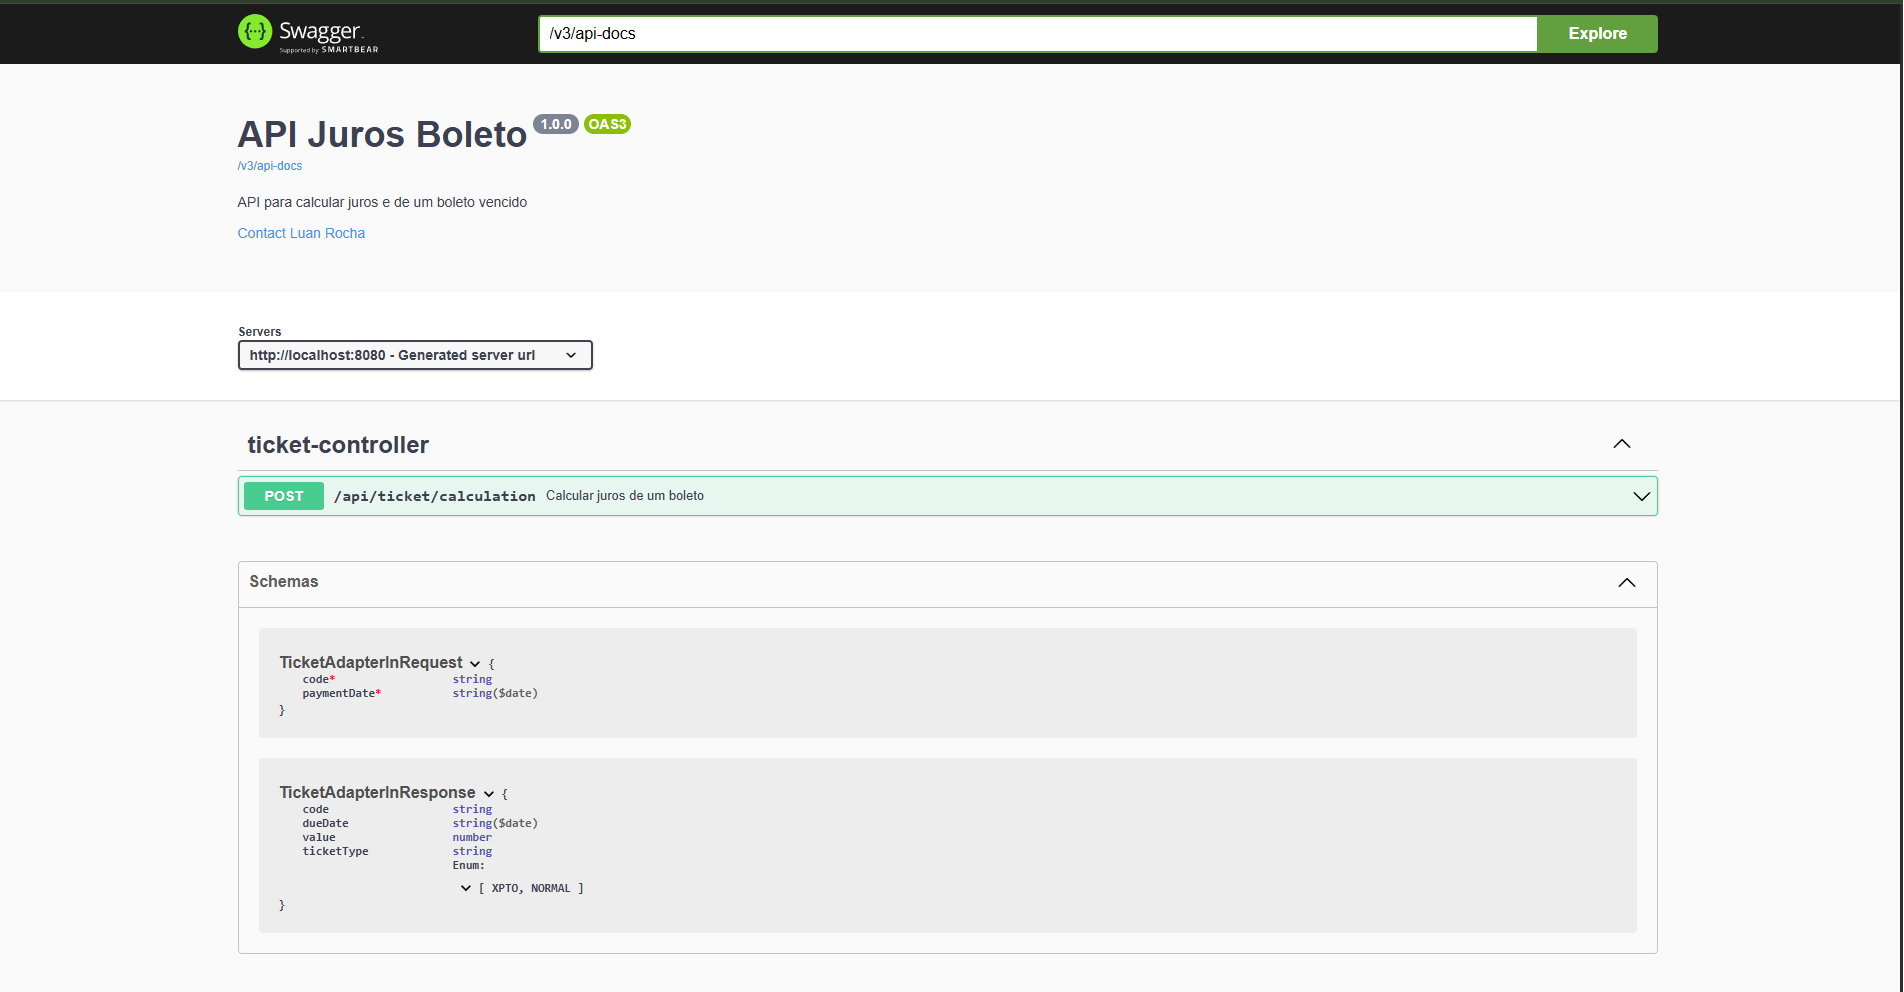 Swagger
Supported by SMARTBEAR
/v3/api-docs
Explore
API Juros Boleto 1.0.0 OAS3
/v3/api-docs
API para calcular juros e de um boleto vencido
Contact Luan Rocha
Servers
http://localhost:8080 - Generated server url
ticket-controller
POST /api/ticket/calculation Calcular juros de um boleto
Schemas
TicketAdapterInRequest {
code* string
paymentDate* string($date)
}
TicketAdapterInResponse {
code string
dueDate string($date)
value number
ticketType string
Enum:
[ XPTO, NORMAL ]
}